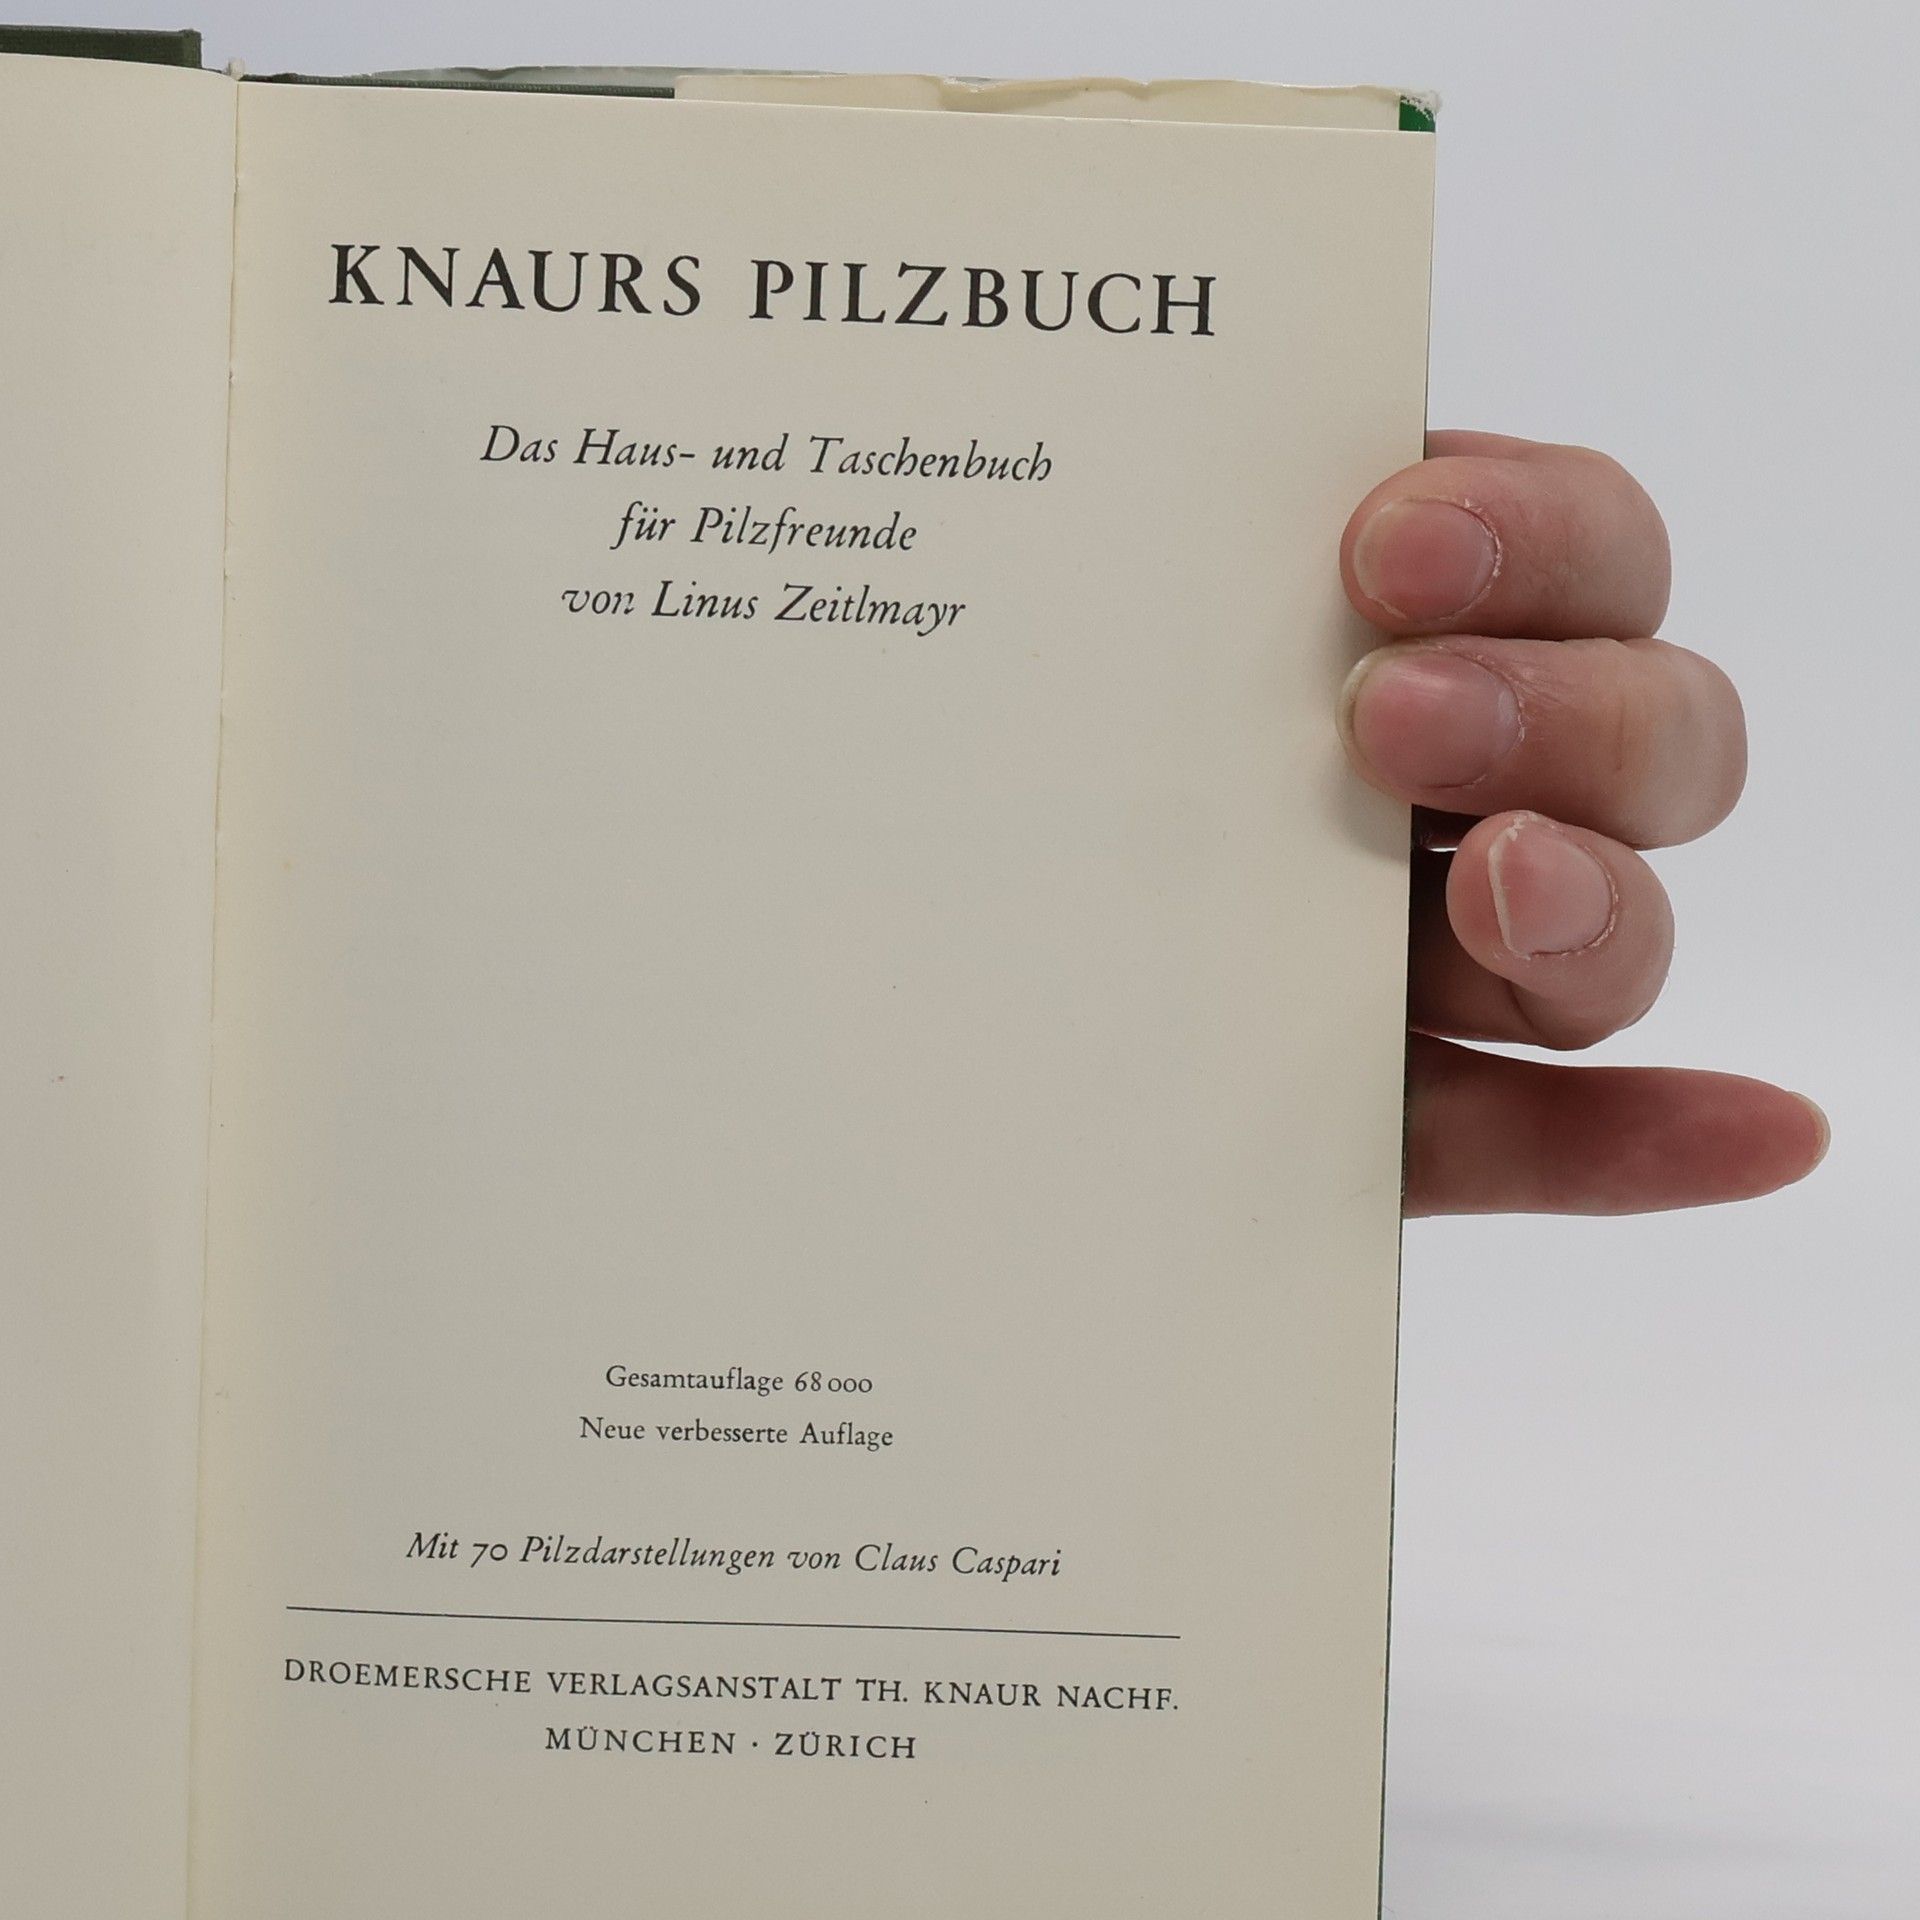 KNAURS PILZBUCH
Das Haus- und Taschenbuch
für Pilzfreunde
von Linus Zeitlmayr
Gesamtauflage 68 000
Neue verbesserte Auflage
Mit 70 Pilzdarstellungen von Claus Caspari
DROEMERSCHE VERLAGSANSTALT TH. KNAUR NACHF.
MÜNCHEN · ZÜRICH